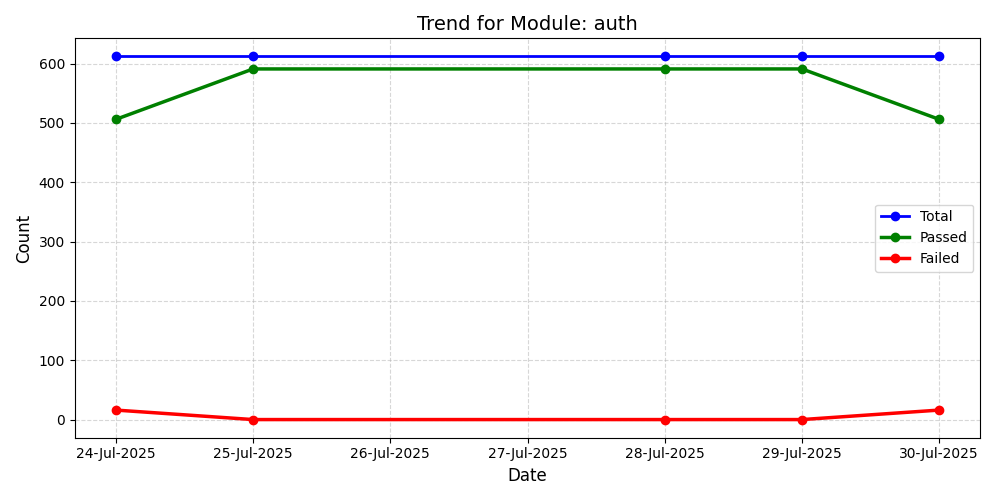 Trend for Module: auth
Count
600
500
400
300
200
100
0
Total
Passed
Failed
24-Jul-2025 25-Jul-2025 26-Jul-2025 27-Jul-2025 28-Jul-2025 29-Jul-2025 30-Jul-2025
Date